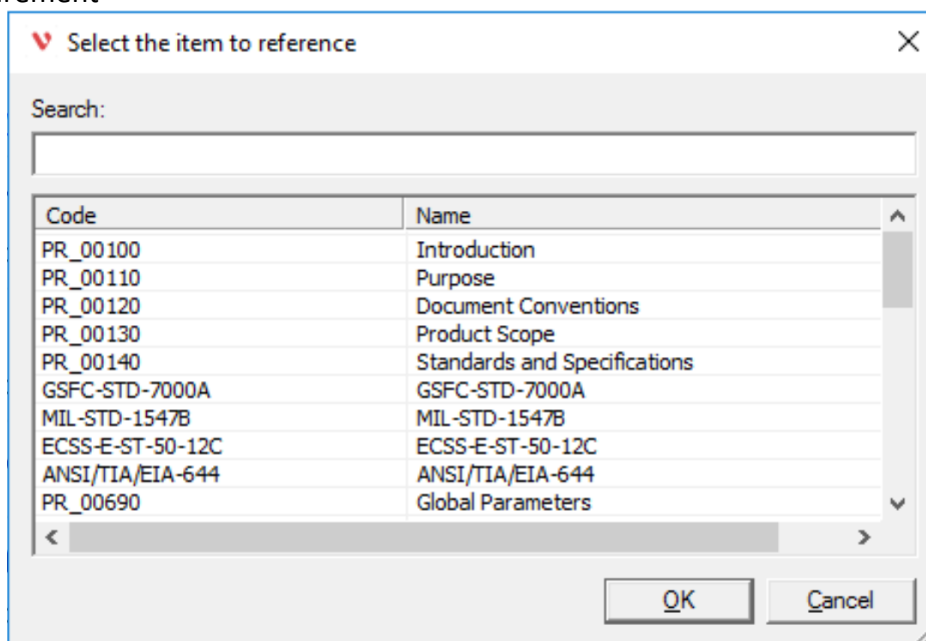 Select the item to reference
Search:
Code Name
PR_00100 Introduction
PR_00110 Purpose
PR_00120 Document Conventions
PR_00130 Product Scope
PR_00140 Standards and Specifications
GSFC-STD-7000A GSFC-STD-7000A
MIL-STD-1547B MIL-STD-1547B
ECSS-E-ST-50-12C ECSS-E-ST-50-12C
ANSI/TIA/EIA-644 ANSI/TIA/EIA-644
PR_00690 Global Parameters
OK Cancel